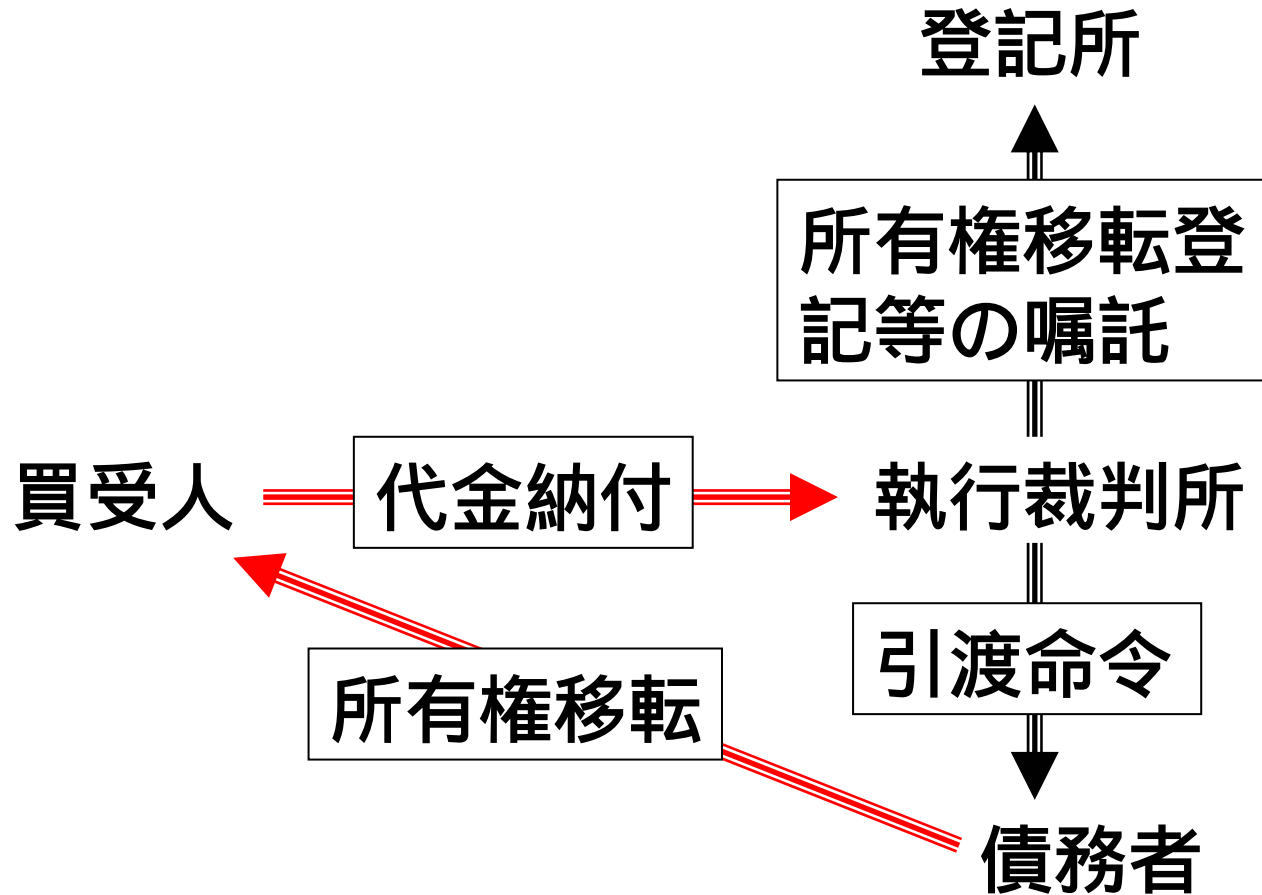 登記所
所有権移転登
記等の嘱託
買受人
代金納付
執行裁判所
引渡命令
所有権移転
債務者